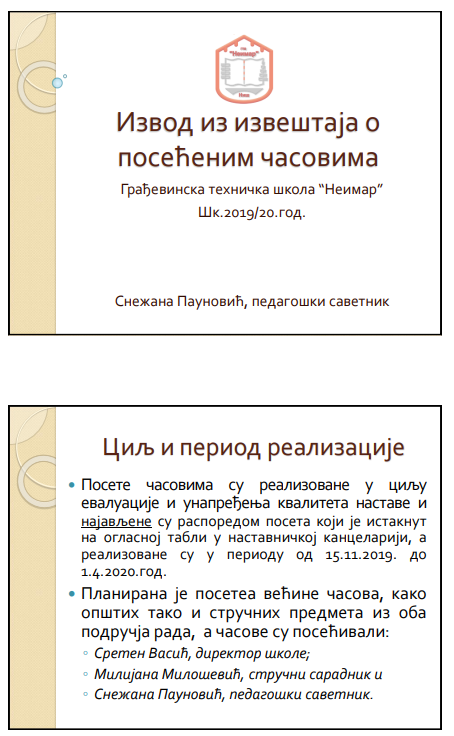 гтш
"Неимар"
Ниш
Извод из извештаја о
посећеним часовима
Грађевинска техничка школа “Неимар”
Шк.2019/20.год.
Снежана Пауновић, педагошки саветник
Циљ и период реализације
Посете часовима су реализоване у циљу
евалуације и унапређења квалитета наставе и
најављене су распоредом посета који је истакнут
на огласној табли у наставничкој канцеларији, а
реализоване су у периоду од 15.11.2019. до
1.4.2020.год.
Планирана је посетеа већине часова, како
општих тако и стручних предмета из оба
подручја рада, а часове су посећивали:
Сретен Васић, директор школе;
Милијана Милошевић, стручни сарадник и
Снежана Пауновић, педагошки саветник.